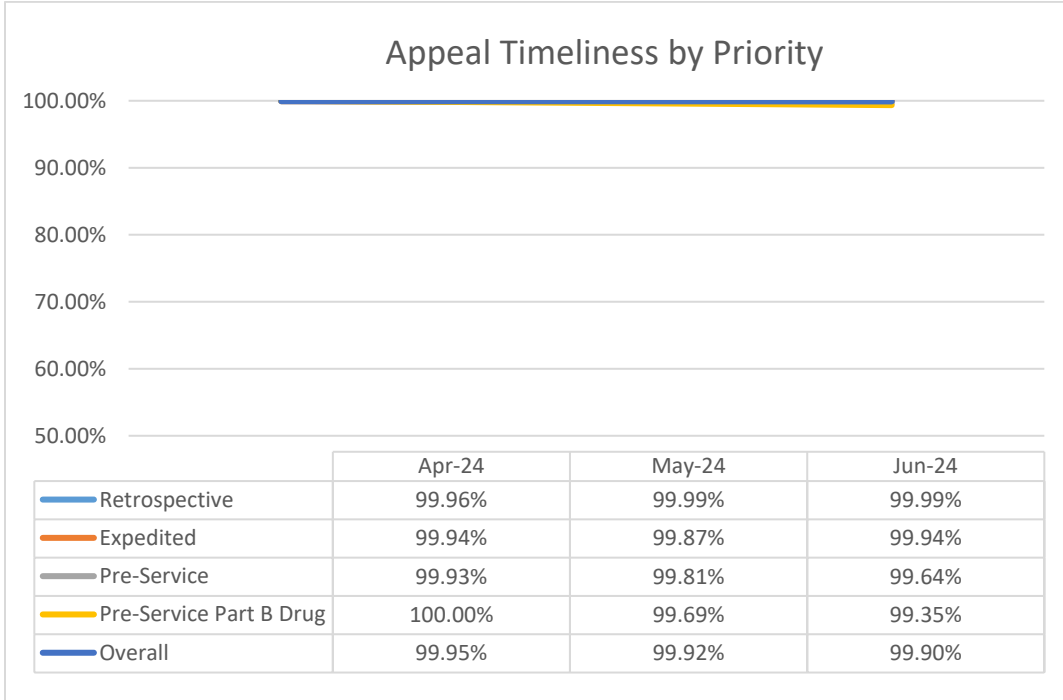 Appeal Timeliness by Priority
100.00%
90.00%
80.00%
70.00%
60.00%
50.00%
Apr-24 May-24 Jun-24
Retrospective 99.96% 99.99% 99.99%
Expedited 99.94% 99.87% 99.94%
Pre-Service 99.93% 99.81% 99.64%
Pre-Service Part B Drug 100.00% 99.69% 99.35%
Overall 99.95% 99.92% 99.90%